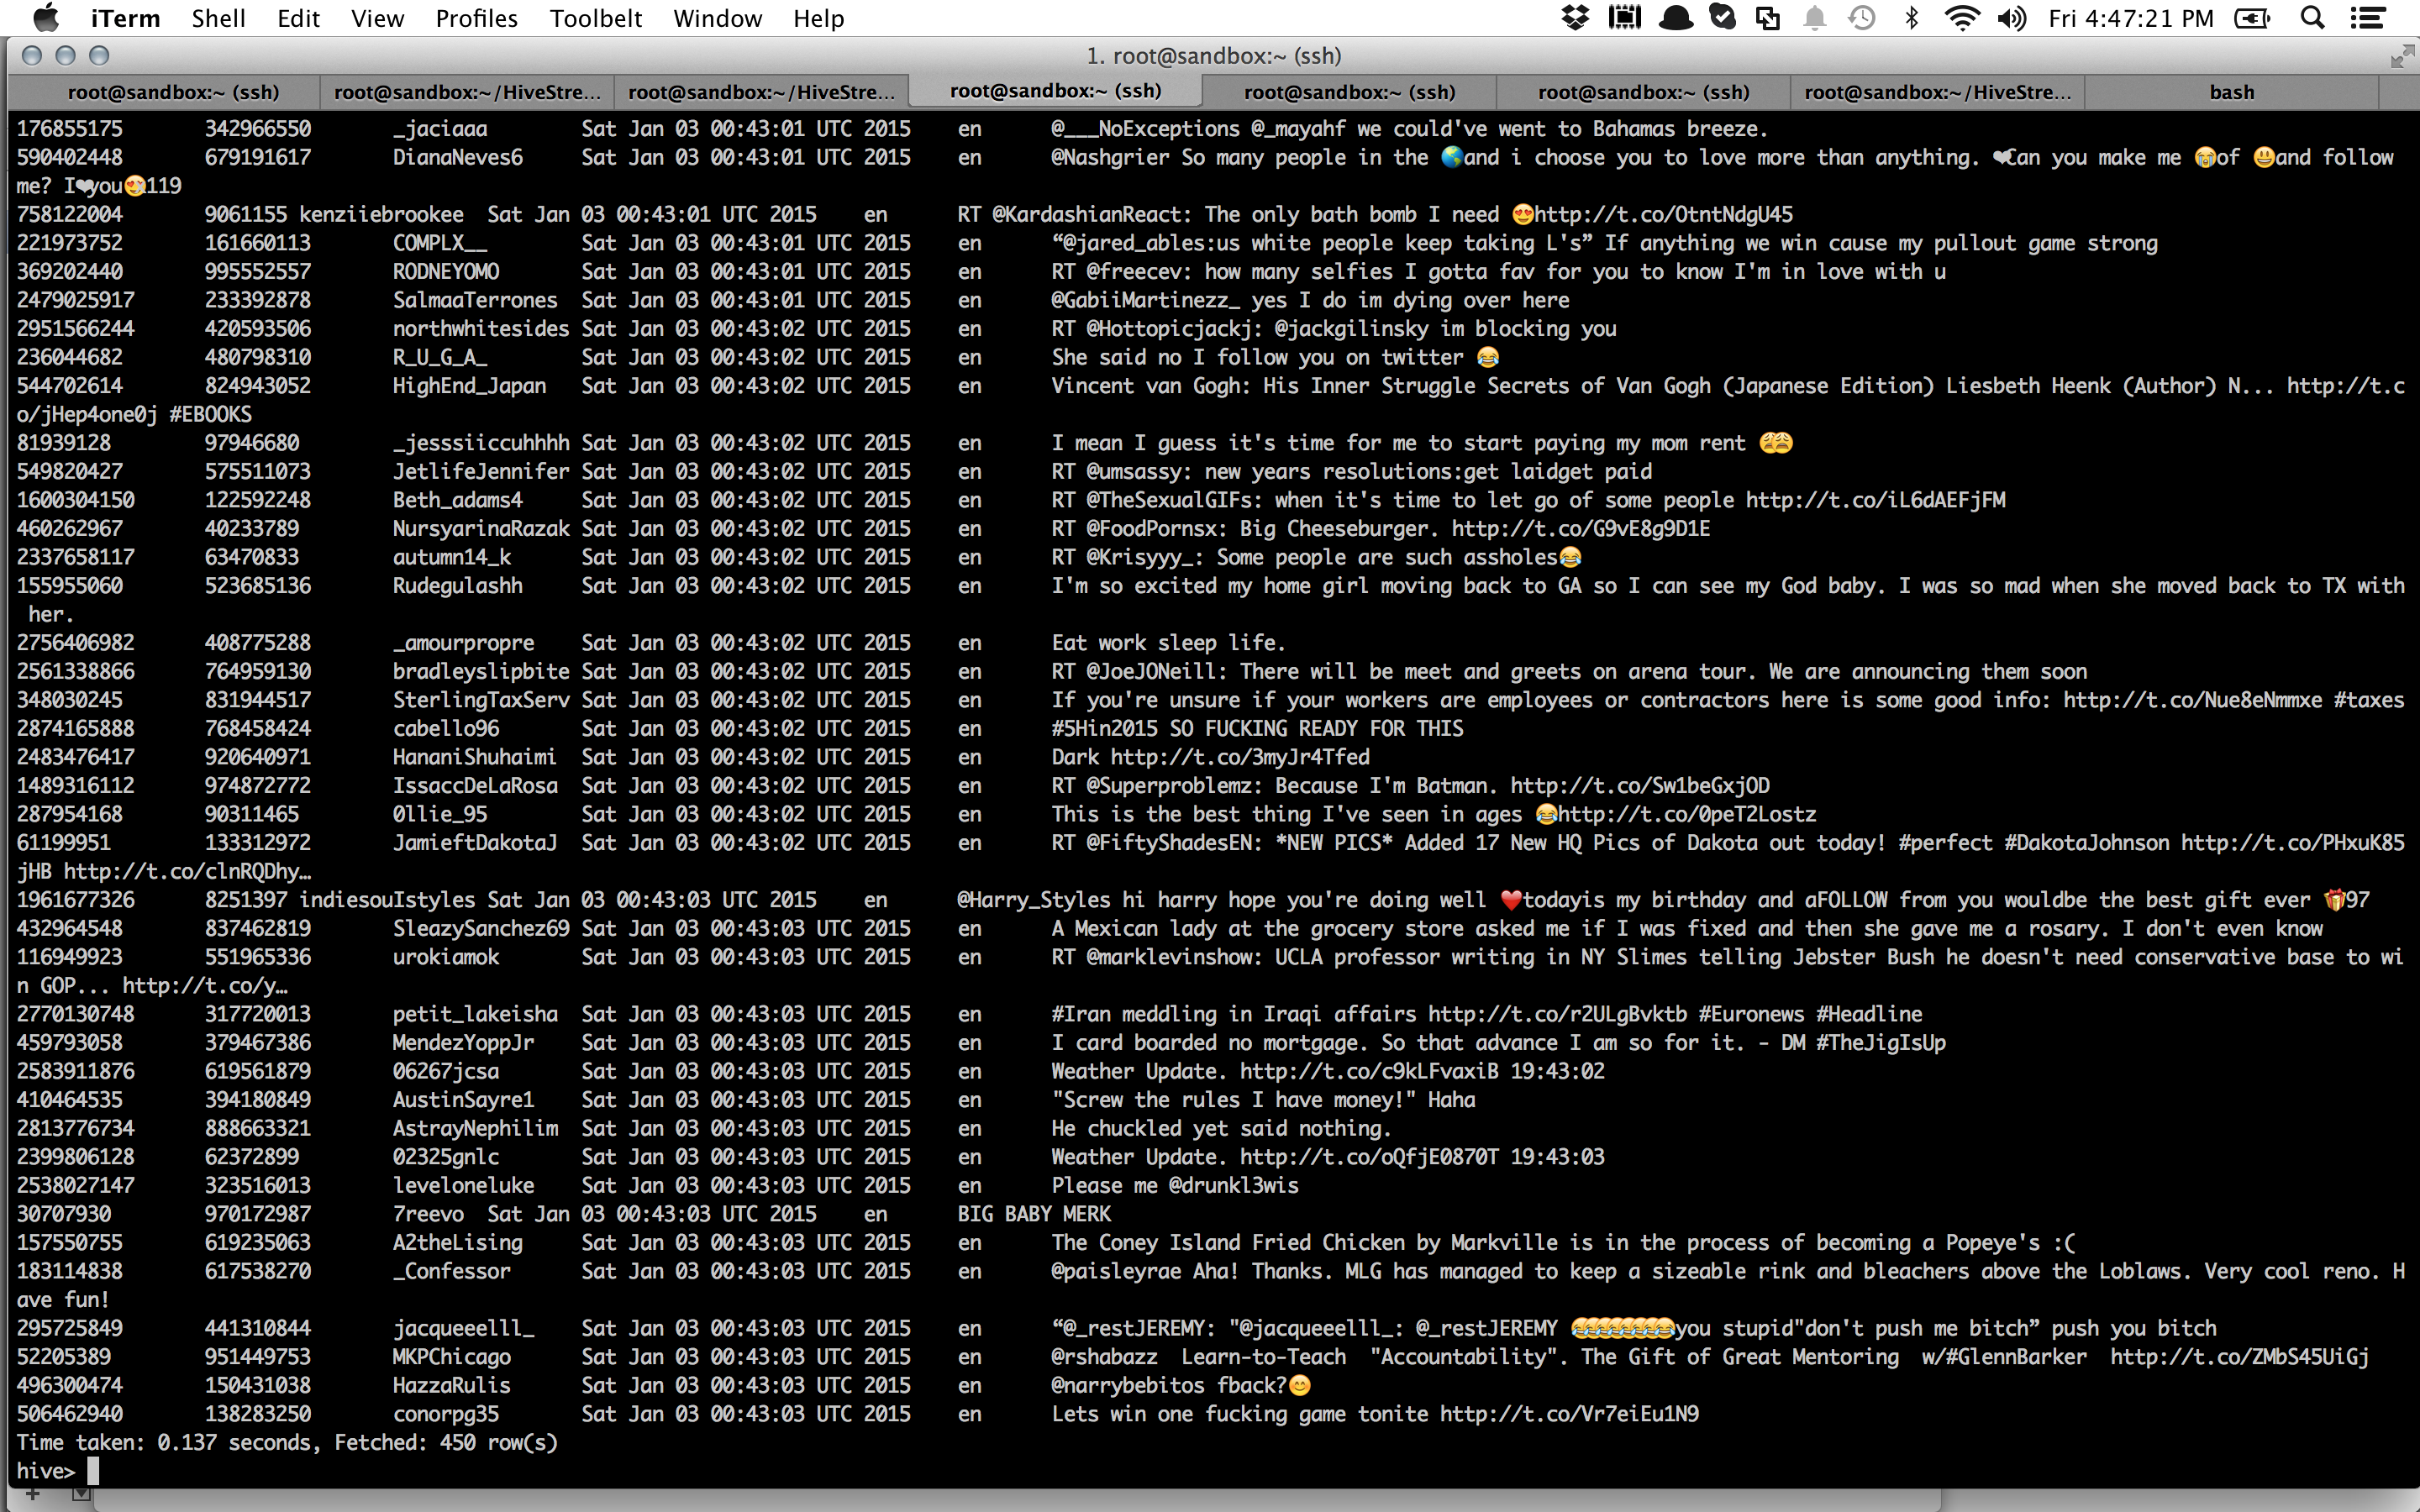 iTerm Shell Edit View Profiles Toolbelt Window Help Fri 4:47:21 PM
1. root@sandbox:~ (ssh)
root@sandbox:~ (ssh) root@sandbox:~/HiveStre... root@sandbox:~/HiveStre... root@sandbox:~ (ssh) root@sandbox:~ (ssh) root@sandbox:~ (ssh) root@sandbox:~/HiveStre... bash
176855175 342966550 _jaciaaa Sat Jan 03 00:43:01 UTC 2015 en @___NoExceptions @_mayahf we could've went to Bahamas breeze.
590402448 679191617 DianaNeves6 Sat Jan 03 00:43:01 UTC 2015 en @Nashgrier So many people in the 🌎and i choose you to love more than anything. ❤Can you make me 😭of 😃and follow
me? I❤you😍119
758122004 9061155 kenziiebrookee Sat Jan 03 00:43:01 UTC 2015 en RT @KardashianReact: The only bath bomb I need 😍http://t.co/OtntNdgU45
221973752 161660113 COMPLX__ Sat Jan 03 00:43:01 UTC 2015 en “@jared_ables:us white people keep taking L's” If anything we win cause my pullout game strong
369202440 995552557 RODNEYOMO Sat Jan 03 00:43:01 UTC 2015 en RT @freecev: how many selfies I gotta fav for you to know I'm in love with u
2479025917 233392878 SalmaaTerrones Sat Jan 03 00:43:01 UTC 2015 en @GabiiMartinezz_ yes I do im dying over here
2951566244 420593506 northwhitesides Sat Jan 03 00:43:02 UTC 2015 en RT @Hottopicjackj: @jackgilinsky im blocking you
236044682 480798310 R_U_G_A_ Sat Jan 03 00:43:02 UTC 2015 en She said no I follow you on twitter 😂
544702614 824943052 HighEnd_Japan Sat Jan 03 00:43:02 UTC 2015 en Vincent van Gogh: His Inner Struggle Secrets of Van Gogh (Japanese Edition) Liesbeth Heenk (Author) N... http://t.c
o/jHep4one0j #EBOOKS
81939128 97946680 _jesssiiccuhhhh Sat Jan 03 00:43:02 UTC 2015 en I mean I guess it's time for me to start paying my mom rent 😩😩
549820427 575511073 JetlifeJennifer Sat Jan 03 00:43:02 UTC 2015 en RT @umsassy: new years resolutions:get laidget paid
1600304150 122592248 Beth_adams4 Sat Jan 03 00:43:02 UTC 2015 en RT @TheSexualGIFs: when it's time to let go of some people http://t.co/iL6dAEFjFM
460262967 40233789 NursyarinaRazak Sat Jan 03 00:43:02 UTC 2015 en RT @FoodPornsx: Big Cheeseburger. http://t.co/G9vE8g9D1E
2337658117 63470833 autumn14_k Sat Jan 03 00:43:02 UTC 2015 en RT @Krisyyy_: Some people are such assholes😂
155955060 523685136 Rudegulashh Sat Jan 03 00:43:02 UTC 2015 en I'm so excited my home girl moving back to GA so I can see my God baby. I was so mad when she moved back to TX with
her.
2756406982 408775288 _amourpropre Sat Jan 03 00:43:02 UTC 2015 en Eat work sleep life.
2561338866 764959130 bradleyslipbite Sat Jan 03 00:43:02 UTC 2015 en RT @JoeJONeill: There will be meet and greets on arena tour. We are announcing them soon
348030245 831944517 SterlingTaxServ Sat Jan 03 00:43:02 UTC 2015 en If you're unsure if your workers are employees or contractors here is some good info: http://t.co/Nue8eNmmxe #taxes
2874165888 768458424 cabello96 Sat Jan 03 00:43:02 UTC 2015 en #5Hin2015 SO FUCKING READY FOR THIS
2483476417 920640971 HananiShuhaimi Sat Jan 03 00:43:02 UTC 2015 en Dark http://t.co/3myJr4Tfed
1489316112 974872772 IssaccDeLaRosa Sat Jan 03 00:43:02 UTC 2015 en RT @Superproblemz: Because I'm Batman. http://t.co/Sw1beGxjOD
287954168 90311465 0llie_95 Sat Jan 03 00:43:02 UTC 2015 en This is the best thing I've seen in ages 😂http://t.co/0peT2Lostz
61199951 133312972 JamieftDakotaJ Sat Jan 03 00:43:02 UTC 2015 en RT @FiftyShadesEN: *NEW PICS* Added 17 New HQ Pics of Dakota out today! #perfect #DakotaJohnson http://t.co/PHxuK85
jHB http://t.co/clnRQDhy…
1961677326 8251397 indiesouIstyles Sat Jan 03 00:43:03 UTC 2015 en @Harry_Styles hi harry hope you're doing well ❤todayis my birthday and aFOLLOW from you wouldbe the best gift ever 🎁97
432964548 837462819 SleazySanchez69 Sat Jan 03 00:43:03 UTC 2015 en A Mexican lady at the grocery store asked me if I was fixed and then she gave me a rosary. I don't even know
116949923 551965336 urokiamok Sat Jan 03 00:43:03 UTC 2015 en RT @marklevinshow: UCLA professor writing in NY Slimes telling Jebster Bush he doesn't need conservative base to wi
n GOP... http://t.co/y…
2770130748 317720013 petit_lakeisha Sat Jan 03 00:43:03 UTC 2015 en #Iran meddling in Iraqi affairs http://t.co/r2ULgBvktb #Euronews #Headline
459793058 379467386 MendezYoppJr Sat Jan 03 00:43:03 UTC 2015 en I card boarded no mortgage. So that advance I am so for it. - DM #TheJigIsUp
2583911876 619561879 06267jcsa Sat Jan 03 00:43:03 UTC 2015 en Weather Update. http://t.co/c9kLFvaxiB 19:43:02
410464535 394180849 AustinSayre1 Sat Jan 03 00:43:03 UTC 2015 en "Screw the rules I have money!" Haha
2813776734 888663321 AstrayNephilim Sat Jan 03 00:43:03 UTC 2015 en He chuckled yet said nothing.
2399806128 62372899 02325gnlc Sat Jan 03 00:43:03 UTC 2015 en Weather Update. http://t.co/oQfjE0870T 19:43:03
2538027147 323516013 leveloneluke Sat Jan 03 00:43:03 UTC 2015 en Please me @drunkl3wis
30707930 970172987 7reevo Sat Jan 03 00:43:03 UTC 2015 en BIG BABY MERK
157550755 619235063 A2theLising Sat Jan 03 00:43:03 UTC 2015 en The Coney Island Fried Chicken by Markville is in the process of becoming a Popeye's :(
183114838 617538270 _Confessor Sat Jan 03 00:43:03 UTC 2015 en @paisleyrae Aha! Thanks. MLG has managed to keep a sizeable rink and bleachers above the Loblaws. Very cool reno. H
ave fun!
295725849 441310844 jacqueeelll_ Sat Jan 03 00:43:03 UTC 2015 en “@_restJEREMY: "@jacqueeelll_: @_restJEREMY 😂😂😂😂😂😂😂😂you stupid"don't push me bitch” push you bitch
52205389 951449753 MKPChicago Sat Jan 03 00:43:03 UTC 2015 en @rshabazz Learn-to-Teach "Accountability". The Gift of Great Mentoring w/#GlennBarker http://t.co/ZMbS45UiGj
496300474 150431038 HazzaRulis Sat Jan 03 00:43:03 UTC 2015 en @narrybebitos fback?😊
506462940 138283250 conorpg35 Sat Jan 03 00:43:03 UTC 2015 en Lets win one fucking game tonite http://t.co/Vr7eiEu1N9
Time taken: 0.137 seconds, Fetched: 450 row(s)
hive>